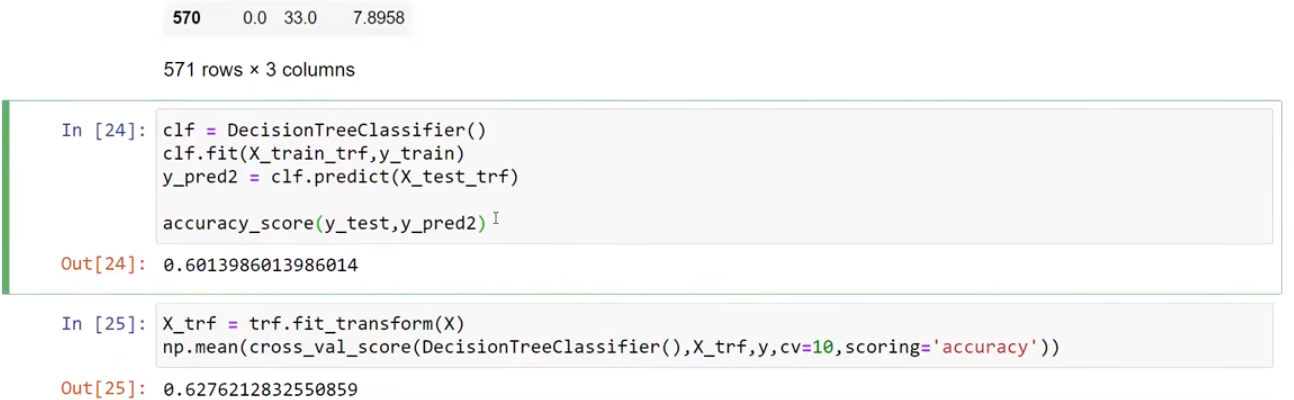 570 0.0 33.0 7.8958
571 rows × 3 columns
In [24]: clf = DecisionTreeClassifier()
clf.fit(X_train_trf,y_train)
y_pred2 = clf.predict(X_test_trf)
accuracy_score(y_test,y_pred2)
Out[24]: 0.6013986013986014
In [25]: X_trf = trf.fit_transform(X)
np.mean(cross_val_score(DecisionTreeClassifier(),X_trf,y,cv=10,scoring='accuracy'))
Out[25]: 0.6276212832550859